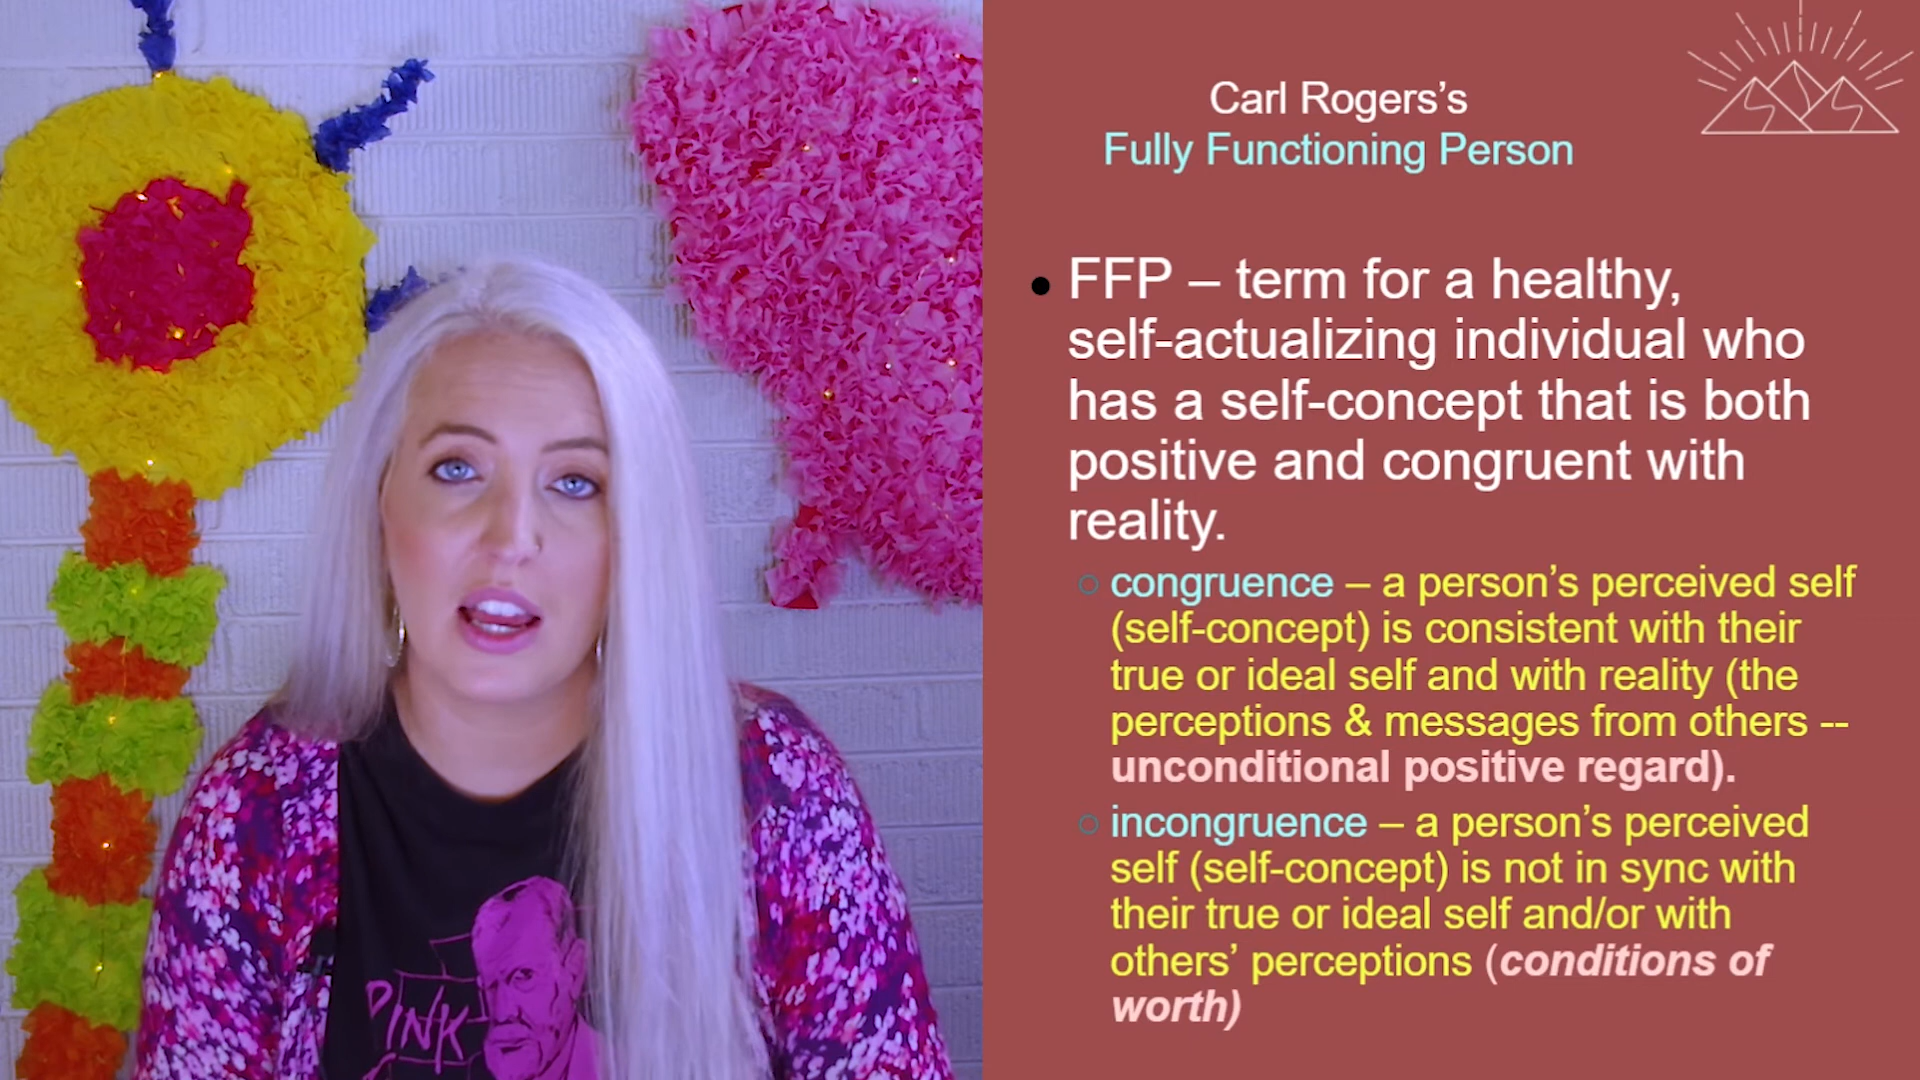 Carl Rogers’s
Fully Functioning Person
FFP – term for a healthy,
self-actualizing individual who
has a self-concept that is both
positive and congruent with
reality.
congruence – a person’s perceived self
(self-concept) is consistent with their
true or ideal self and with reality (the
perceptions & messages from others --
unconditional positive regard).
incongruence – a person’s perceived
self (self-concept) is not in sync with
their true or ideal self and/or with
others’ perceptions (conditions of
worth)
PINK